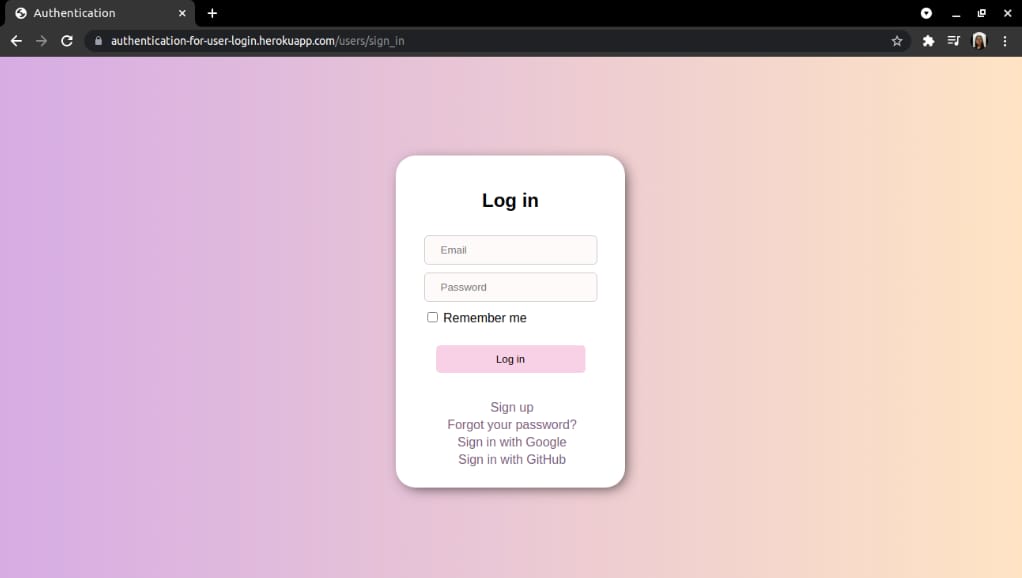 Authentication
authentication-for-user-login.herokuapp.com/users/sign_in
Log in
Email
Password
Remember me
Log in
Sign up
Forgot your password?
Sign in with Google
Sign in with GitHub